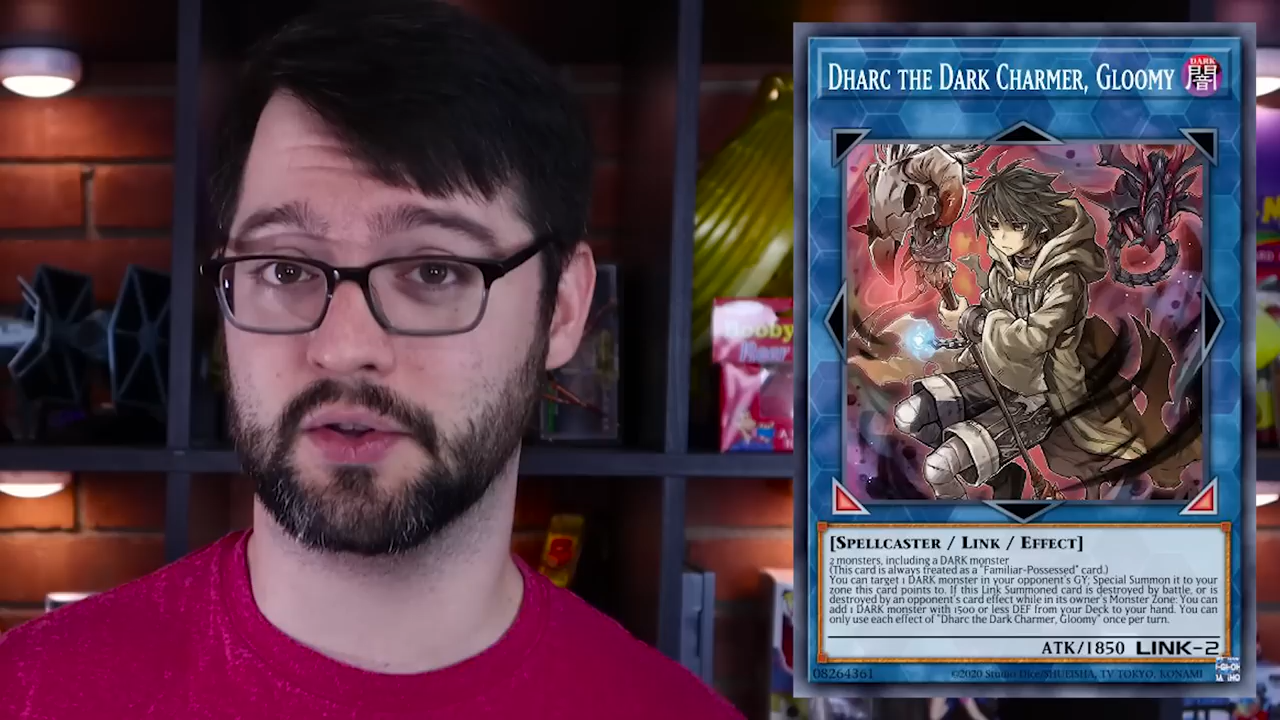 DHARC THE DARK CHARMER, GLOOMY
DARK
闇
[SPELLCASTER / LINK / EFFECT]
2 monsters, including a DARK monster
(This card is always treated as a "Familiar-Possessed" card.)
You can target 1 DARK monster in your opponent's GY; Special Summon it to your
zone this card points to. If this Link Summoned card is destroyed by battle, or is
destroyed by an opponent's card effect while in its owner's Monster Zone: You can
add 1 DARK monster with 1500 or less DEF from your Deck to your hand. You can
only use each effect of "Dharc the Dark Charmer, Gloomy" once per turn.
ATK/1850 LINK-2
08264361
©2020 Studio Dice/SHUEISHA, TV TOKYO, KONAMI